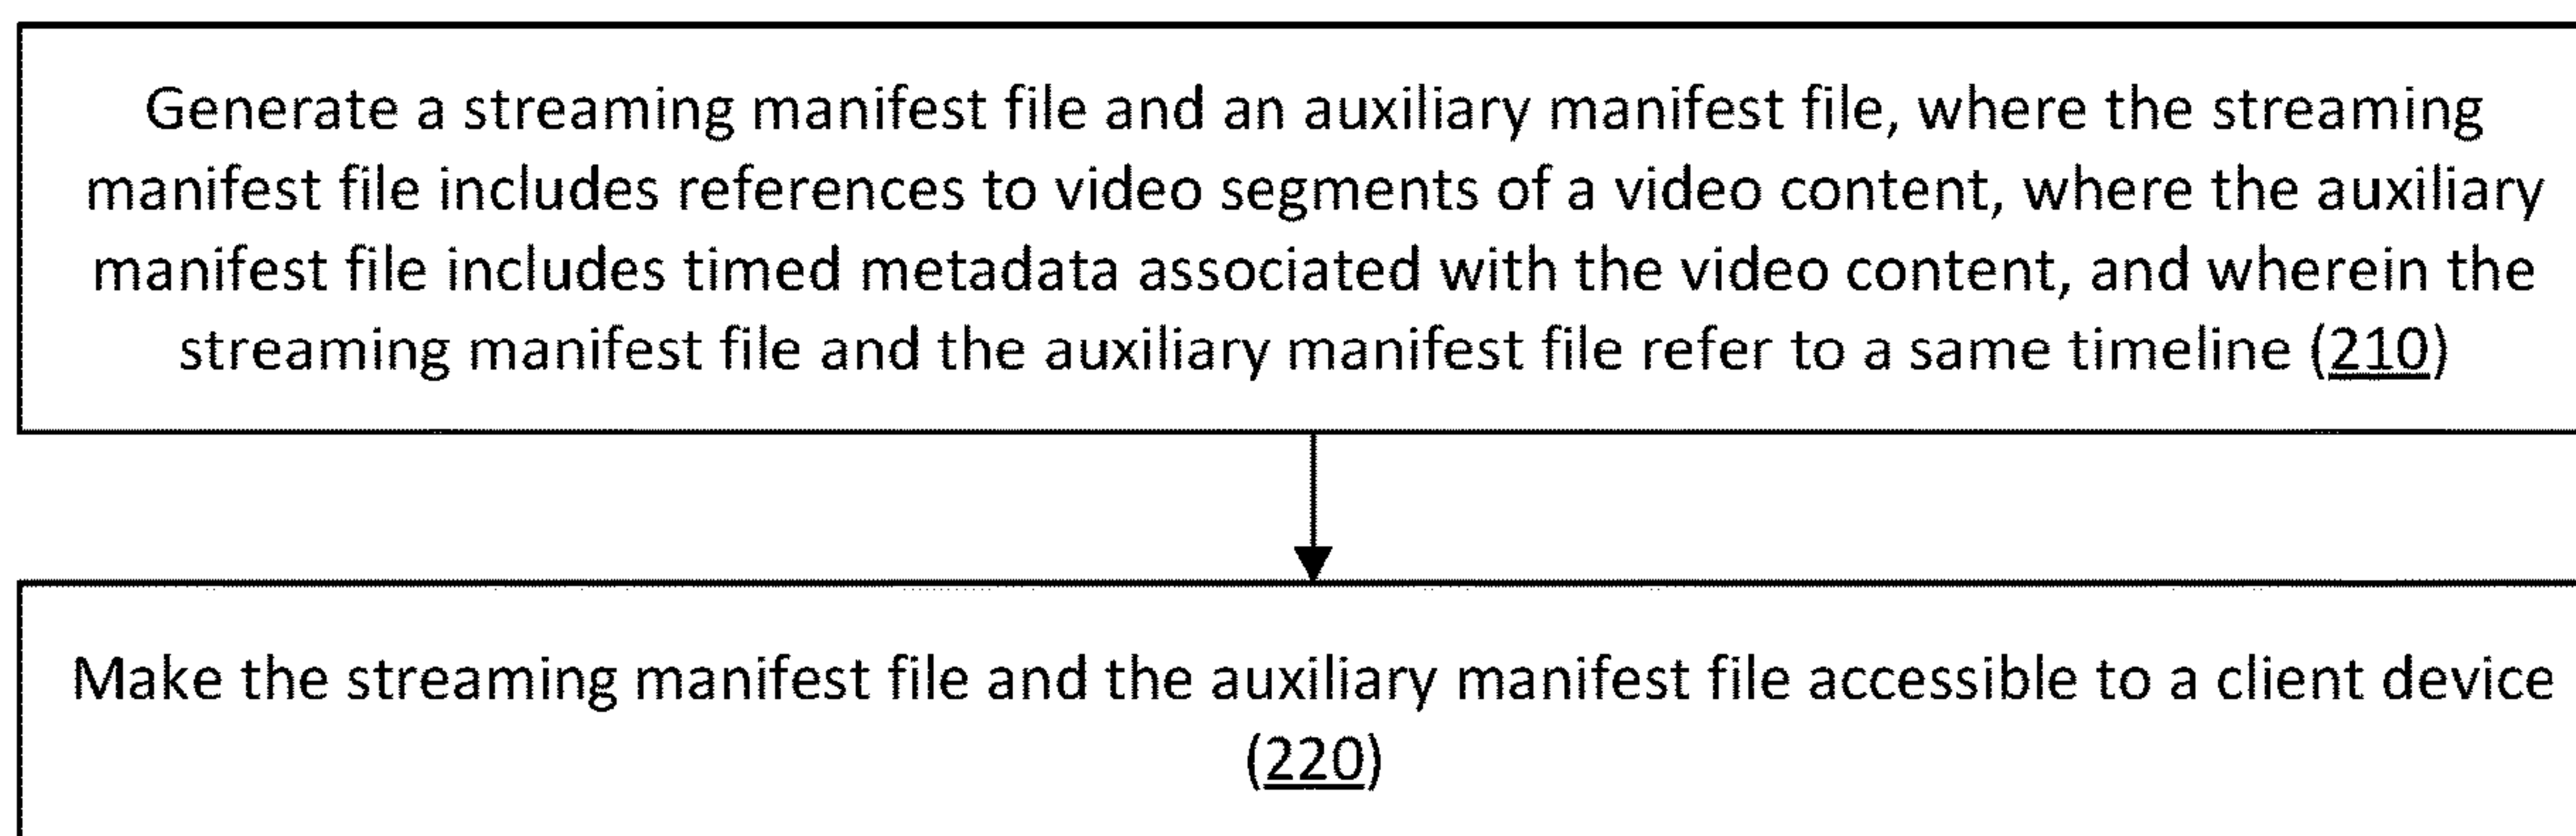 Generate a streaming manifest file and an auxiliary manifest file, where the streaming
manifest file includes references to video segments of a video content, where the auxiliary
manifest file includes timed metadata associated with the video content, and wherein the
streaming manifest file and the auxiliary manifest file refer to a same timeline (210)
Make the streaming manifest file and the auxiliary manifest file accessible to a client device
(220)